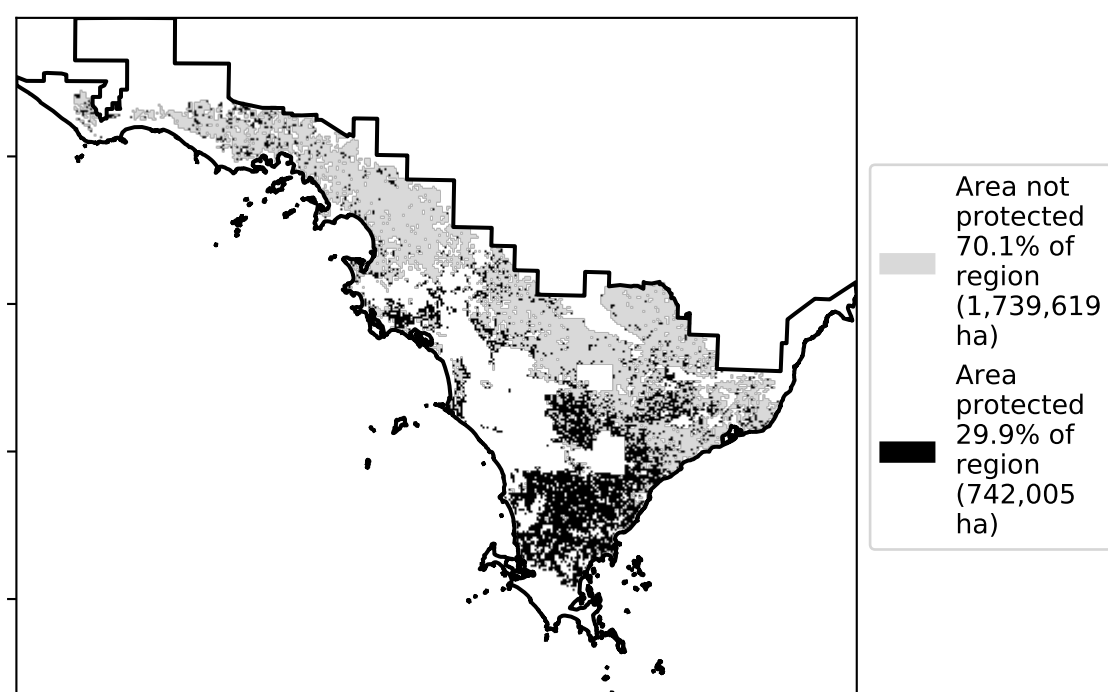 Area not
protected
70.1% of
region
(1,739,619
ha)
Area
protected
29.9% of
region
(742,005
ha)